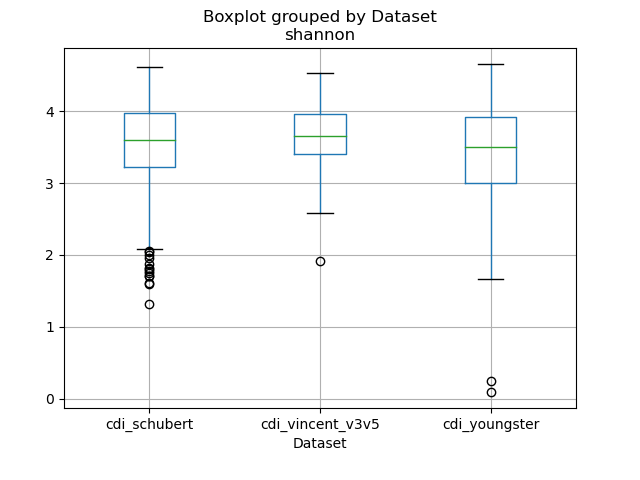 Boxplot grouped by Dataset
shannon
4
3
2
1
0
cdi_schubert
cdi_vincent_v3v5
cdi_youngster
Dataset